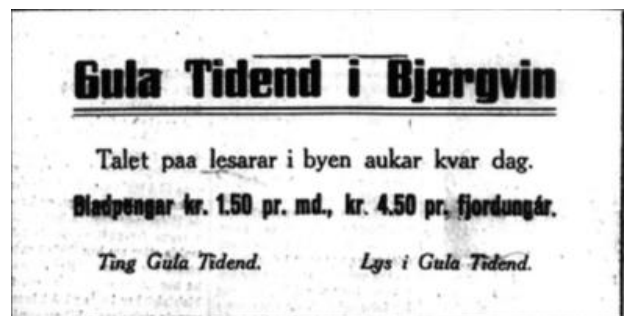 Gula Tidend i Bjørgvin
Talet paa lesarar i byen aukar kvar dag.
Bladpengar kr. 1.50 pr. md., kr. 4.50 pr. fjordungår.
Ting Gula Tidend. Lys i Gula Tidend.